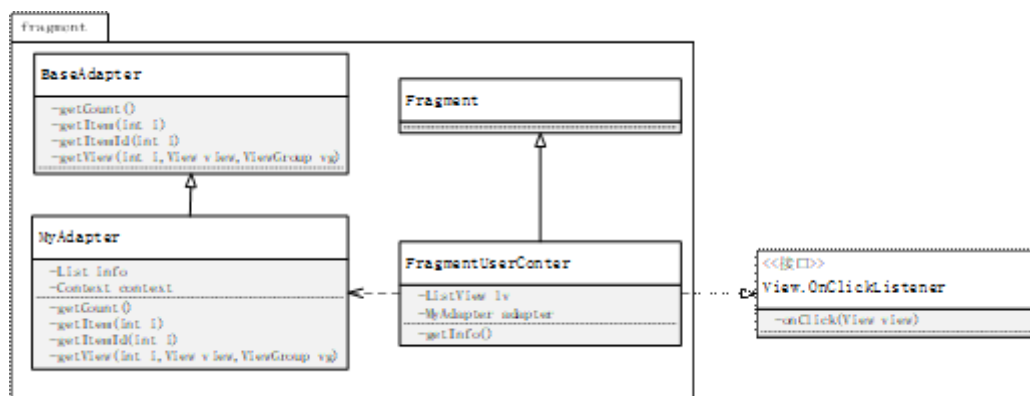 fragment
BaseAdapter
-getCount()
-getItem(int i)
-getItemId(int i)
-getView(int i,View view,ViewGroup vg)
Fragment
MyAdapter
-List info
-Context context
-getCount()
-getItem(int i)
-getItemId(int i)
-getView(int i,View view,ViewGroup vg)
FragmentUserConter
-ListView lv
-MyAdapter adapter
-getInfo()
<<接口>>
View.OnClickListener
-onClick(View view)